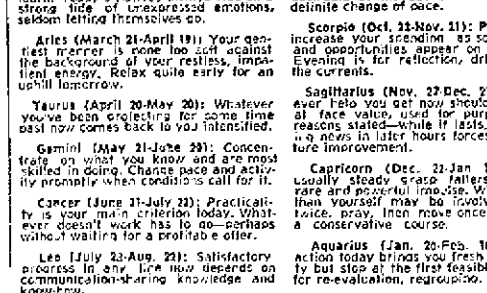 strong tide of unexpressed emotions,
seldom letting themselves go.
Aries (March 21-April 19): Your gen-
tlest manner is none too soft against
the background of your restless, impa-
tient energy. Relax quite early for an
uphill tomorrow.
Taurus (April 20-May 20): Whatever
you've been projecting for some time
past now comes back to you intensified.
Gemini (May 21-June 20): Concen-
trate on what you know and are most
skilled in doing. Change pace and activ-
ity promptly when conditions call for it.
Cancer (June 21-July 22): Practicali-
ty is your main criterion today. What-
ever doesn't work has to go—perhaps
without waiting for a profitable offer.
Leo (July 23-Aug. 22): Satisfactory
progress in any line now depends on
communication-sharing knowledge and
know-how.
definite change of pace.
Scorpio (Oct. 23-Nov. 21):
increase your spending as
and opportunities appear on
Evening is for reflection,
the currents.
Sagittarius (Nov. 22-Dec.
ever help you get now
at face value, used for
reasons stated—while it lasts.
news in later hours forces
ture improvement.
Capricorn (Dec. 22-Jan
usually steady grasp falters
rare and powerful impulse.
than yourself may be
twice, pray, then move once
a conservative course.
Aquarius (Jan. 20-Feb.
action today brings you fresh
ty but stop at the first
for re-evaluation, regrouping.